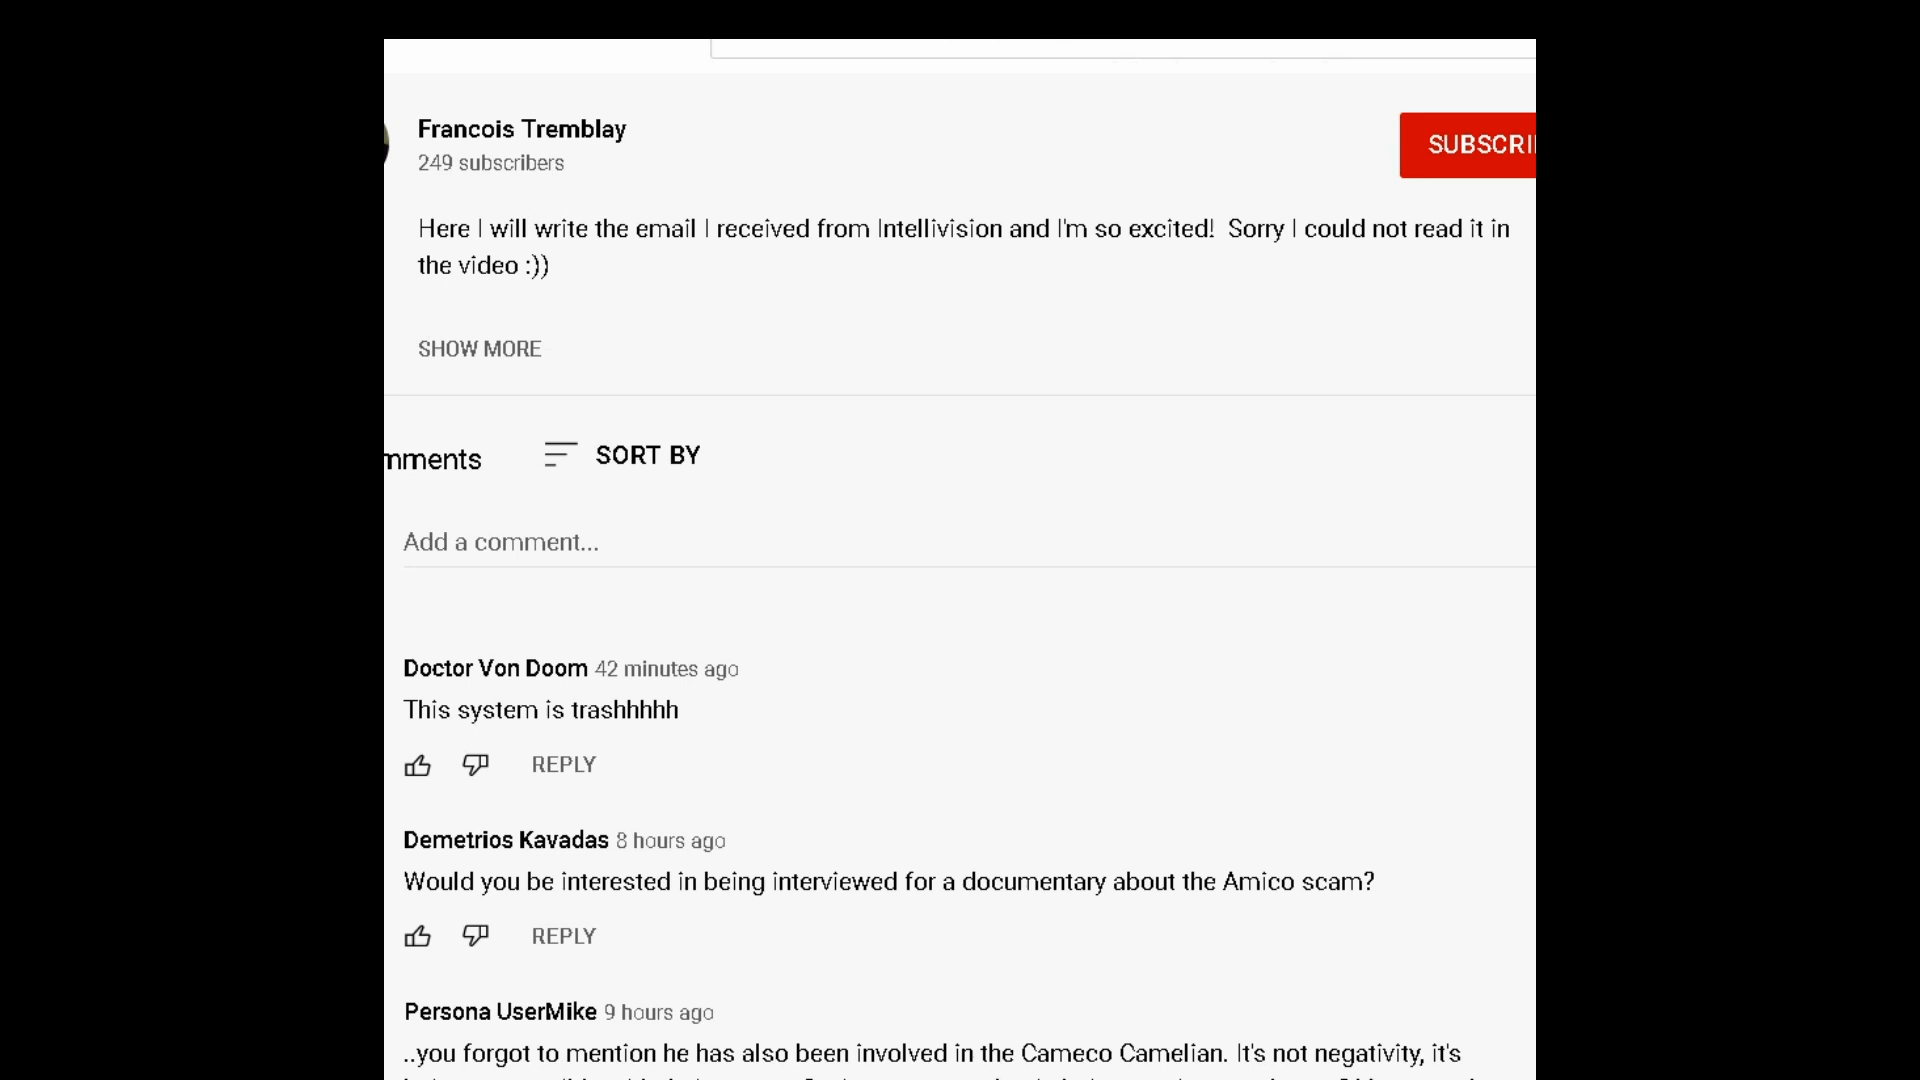 Francois Tremblay
249 subscribers
SUBSCRI
Here I will write the email I received from Intellivision and I'm so excited!  Sorry I could not read it in
the video :))
SHOW MORE
mments
SORT BY
Add a comment...
Doctor Von Doom 42 minutes ago
This system is trashhhhh
REPLY
Demetrios Kavadas 8 hours ago
Would you be interested in being interviewed for a documentary about the Amico scam?
REPLY
Persona UserMike 9 hours ago
..you forgot to mention he has also been involved in the Cameco Camelian. It's not negativity, it's